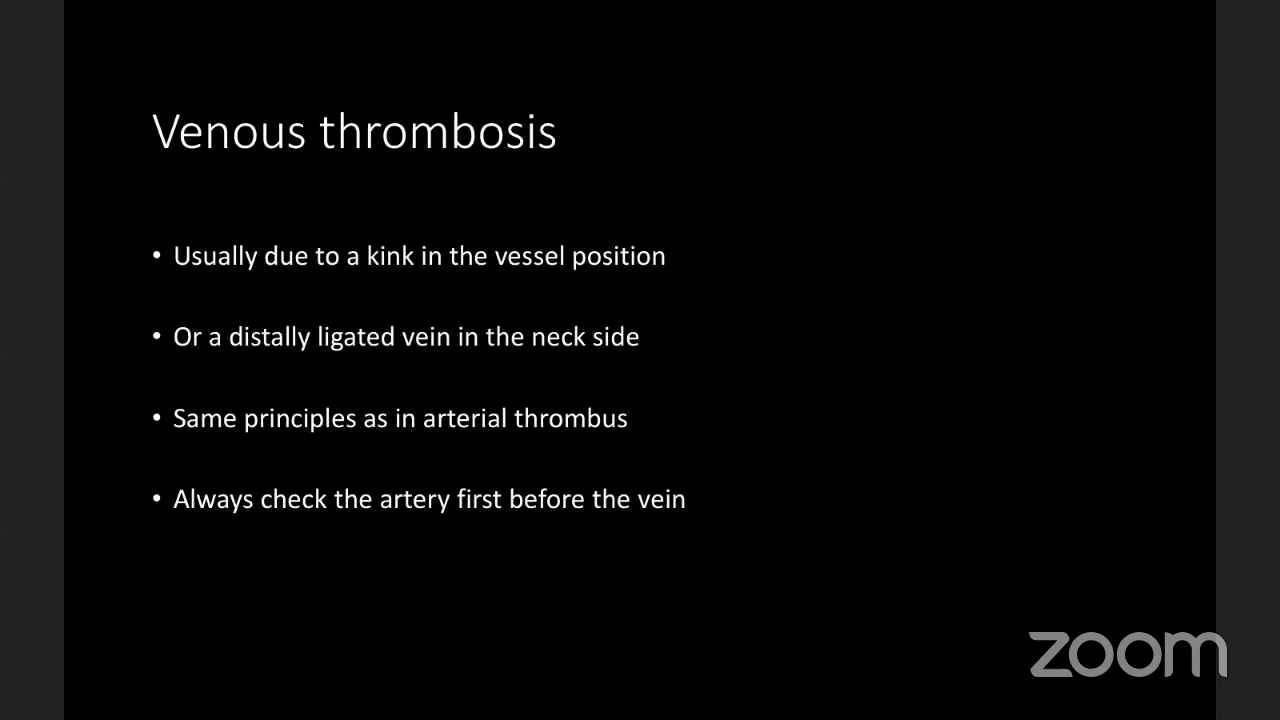 Venous thrombosis
• Usually due to a kink in the vessel position
• Or a distally ligated vein in the neck side
• Same principles as in arterial thrombus
• Always check the artery first before the vein
zoom